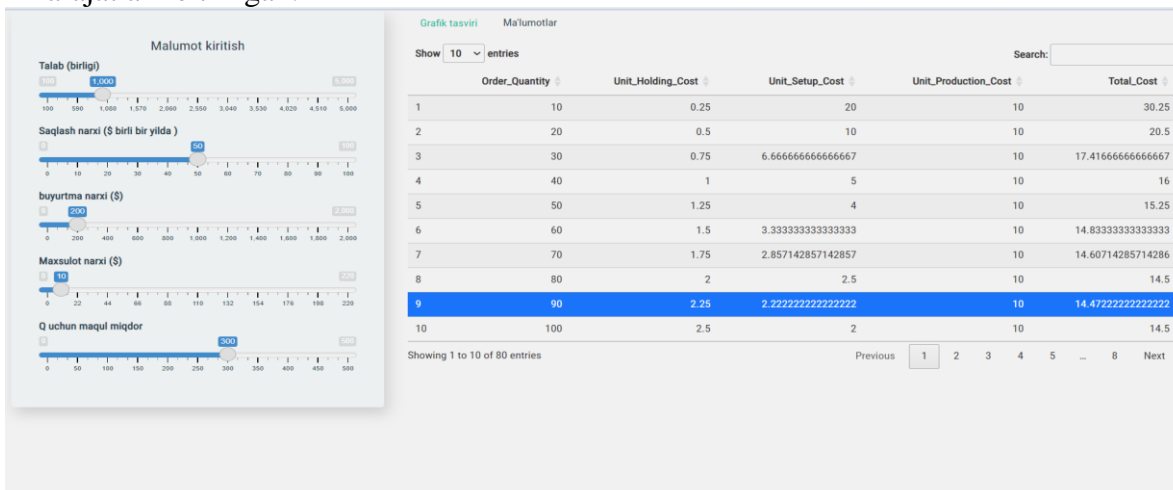 Malumot kiritish
Talab (birligi)
100 1,000 5,000
100 590 1,080 1,570 2,060 2,550 3,040 3,530 4,020 4,510 5,000
Saqlash narxi ($ birli bir yilda )
0 50 100
0 10 20 30 40 50 60 70 80 90 100
buyurtma narxi ($)
0 200 2,000
0 200 400 600 800 1,000 1,200 1,400 1,600 1,800 2,000
Maxsulot narxi ($)
0 10 220
0 22 44 66 88 110 132 154 176 198 220
Q uchun maqul miqdor
0 300 500
0 50 100 150 200 250 300 350 400 450 500
Grafik tasviri Ma'lumotlar
Show 10 entries Search:
Order_Quantity Unit_Holding_Cost Unit_Setup_Cost Unit_Production_Cost Total_Cost
1 10 0.25 20 10 30.25
2 20 0.5 10 10 20.5
3 30 0.75 6.666666666666667 10 17.41666666666667
4 40 1 5 10 16
5 50 1.25 4 10 15.25
6 60 1.5 3.333333333333333 10 14.83333333333333
7 70 1.75 2.857142857142857 10 14.60714285714286
8 80 2 2.5 10 14.5
9 90 2.25 2.222222222222222 10 14.47222222222222
10 100 2.5 2 10 14.5
Showing 1 to 10 of 80 entries Previous 1 2 3 4 5 … 8 Next